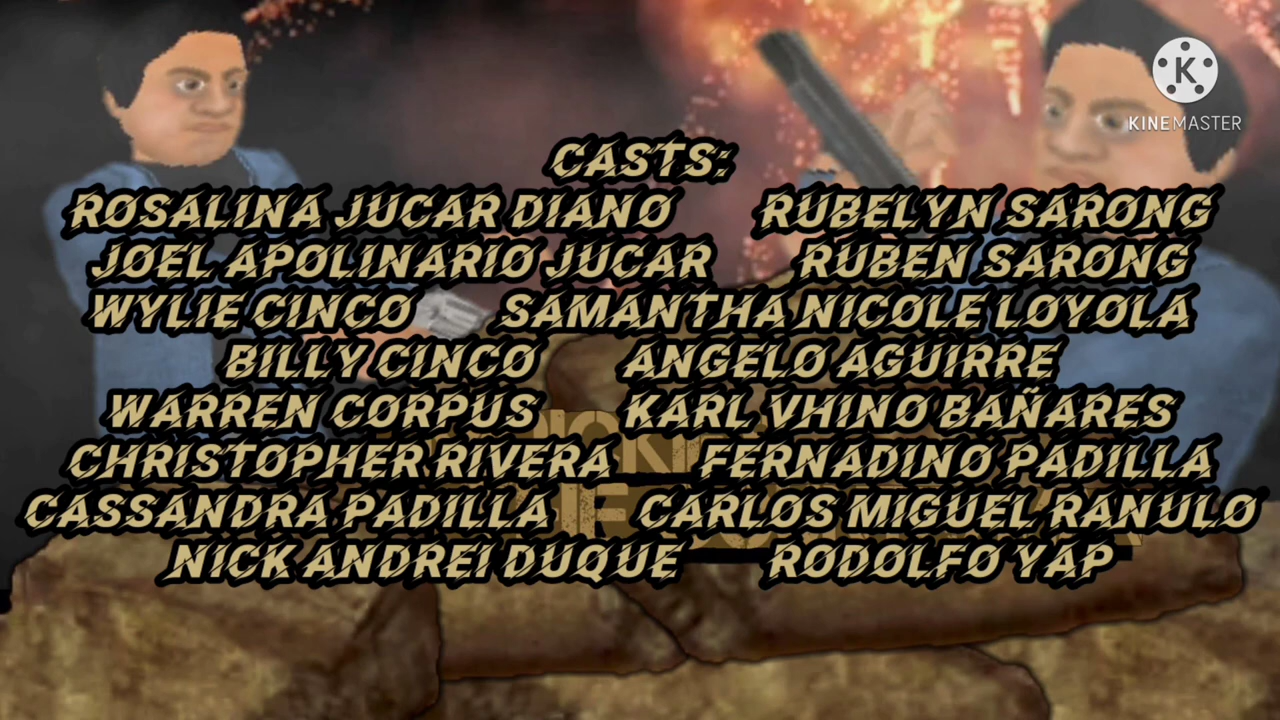 KINEMASTER
CASTS:
ROSALINA JUCAR DIANO RUBELYN SARONG
JOEL APOLINARIO JUCAR RUBEN SARONG
WYLIE CINCO SAMANTHA NICOLE LOYOLA
BILLY CINCO ANGELO AGUIRRE
WARREN CORPUS KARL VHINO BAÑARES
CHRISTOPHER RIVERA FERNADINO PADILLA
CASSANDRA PADILLA CARLOS MIGUEL RANULO
NICK ANDREI DUQUE RODOLFO YAP